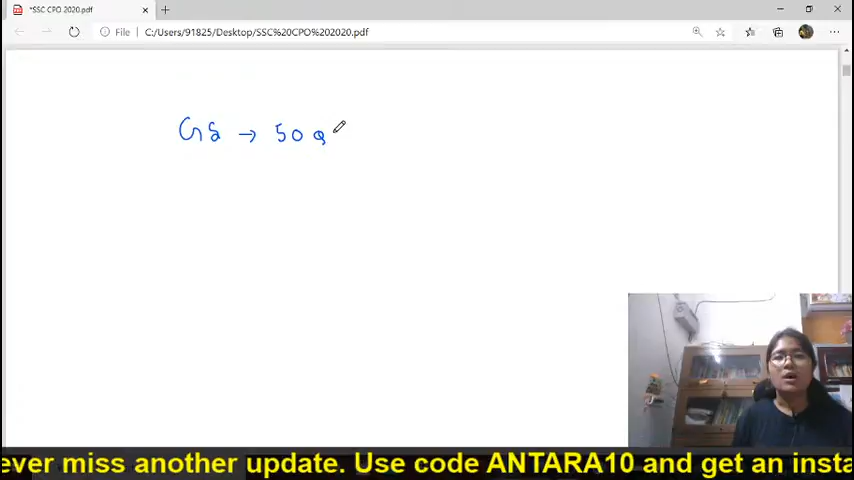 *SSC CPO 2020.pdf
File C:/Users/91825/Desktop/SSC%20CPO%202020.pdf
GS → 50 Q
ever miss another update. Use code ANTARA10 and get an insta